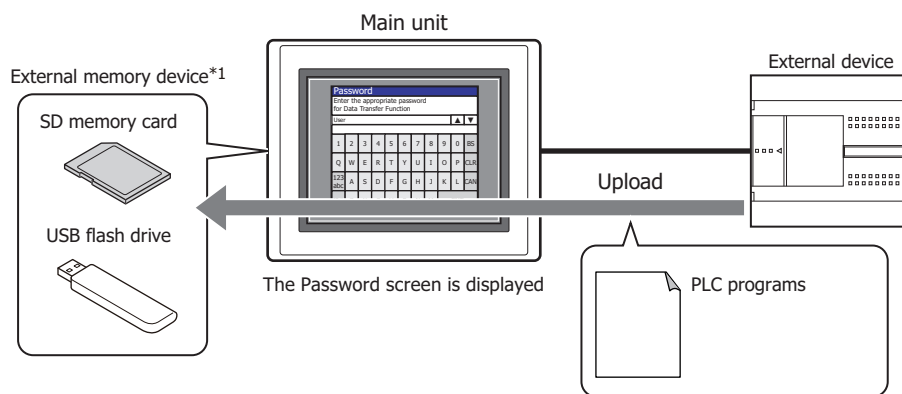 Main unit
External memory device*1
External device
SD memory card
USB flash drive
Password
Enter the appropriate password
for Data Transfer Function
User ▲ ▼
1 2 3 4 5 6 7 8 9 0 BS
Q W E R T Y U I O P CLR
123 abc A S D F G H J K L CAN
Upload
The Password screen is displayed
PLC programs